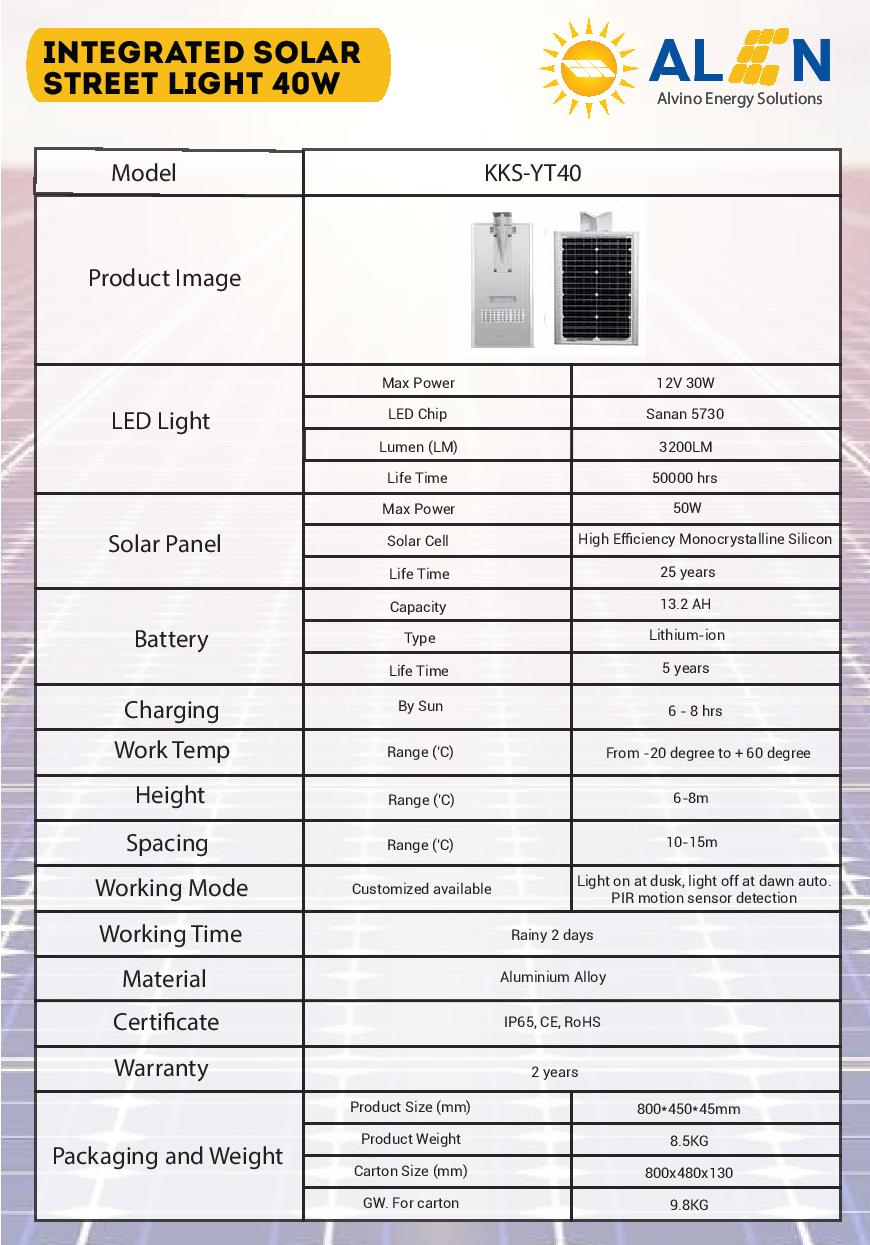 INTEGRATED SOLAR
STREET LIGHT 40W
AL N
Alvino Energy Solutions
Model
KKS-YT40
Product Image
LED Light
Max Power
12V 30W
LED Chip
Sanan 5730
Lumen (LM)
3200LM
Life Time
50000 hrs
Solar Panel
Max Power
50W
Solar Cell
High Efficiency Monocrystalline Silicon
Life Time
25 years
Battery
Capacity
13.2 AH
Type
Lithium-ion
Life Time
5 years
Charging
By Sun
6 - 8 hrs
Work Temp
Range ('C)
From -20 degree to + 60 degree
Height
Range ('C)
6-8m
Spacing
Range ('C)
10-15m
Working Mode
Customized available
Light on at dusk, light off at dawn auto.
PIR motion sensor detection
Working Time
Rainy 2 days
Material
Aluminium Alloy
Certificate
IP65, CE, RoHS
Warranty
2 years
Packaging and Weight
Product Size (mm)
800*450*45mm
Product Weight
8.5KG
Carton Size (mm)
800x480x130
GW. For carton
9.8KG